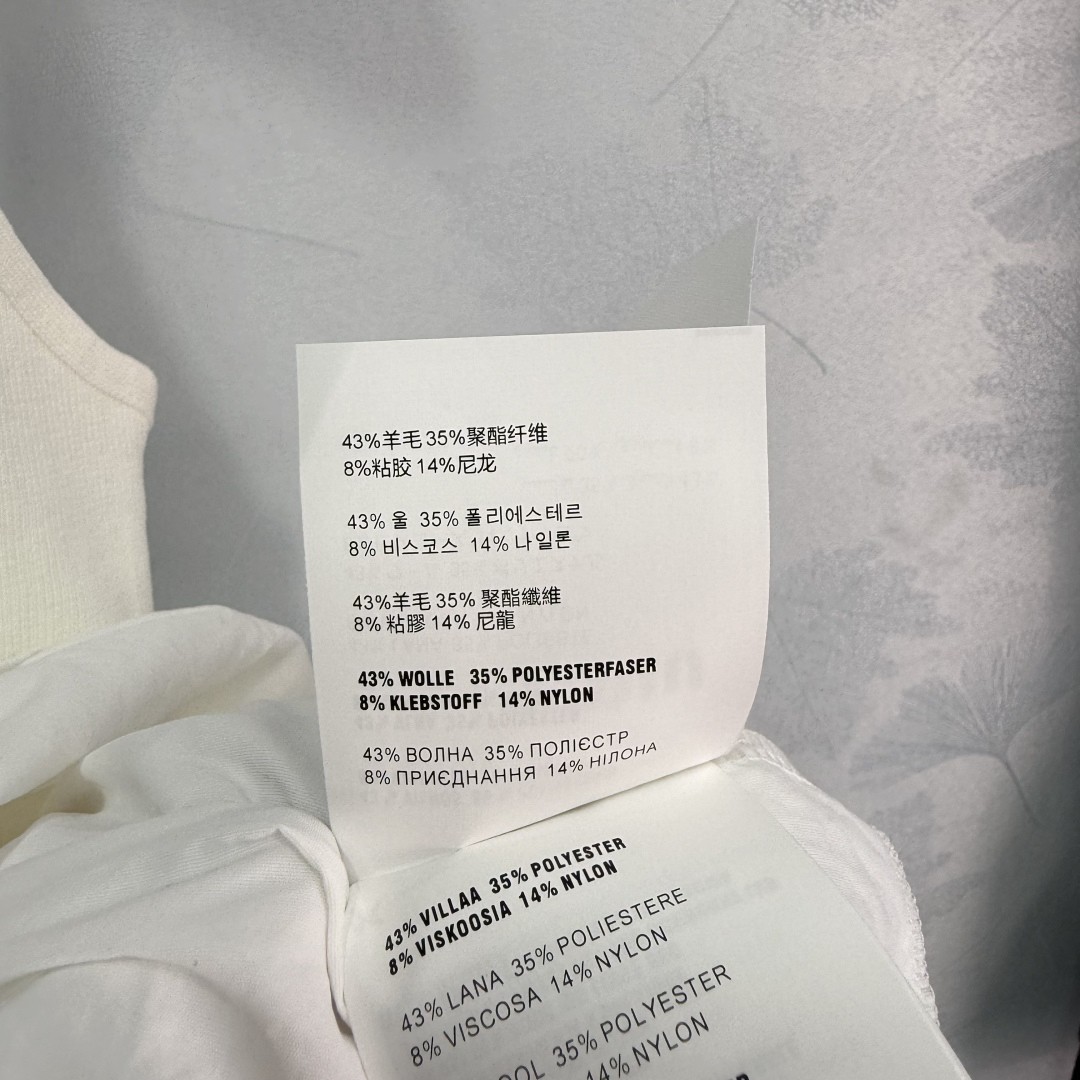 43%羊毛 35%聚酯纤维
8%粘胶 14%尼龙
43% 울 35% 폴리에스테르
8% 비스코스 14% 나일론
43%羊毛 35% 聚酯纖維
8% 粘膠 14% 尼龍
43% WOLLE 35% POLYESTERFASER
8% KLEBSTOFF 14% NYLON
43% ВОЛНА 35% ПОЛІЄСТР
8% ПРИЄДНАННЯ 14% НІЛОНА
43% VILLAA 35% POLYESTER
8% VISKOOSIA 14% NYLON
43% LANA 35% POLIESTERE
8% VISCOSA 14% NYLON
35% POLYESTER
14% NYLON